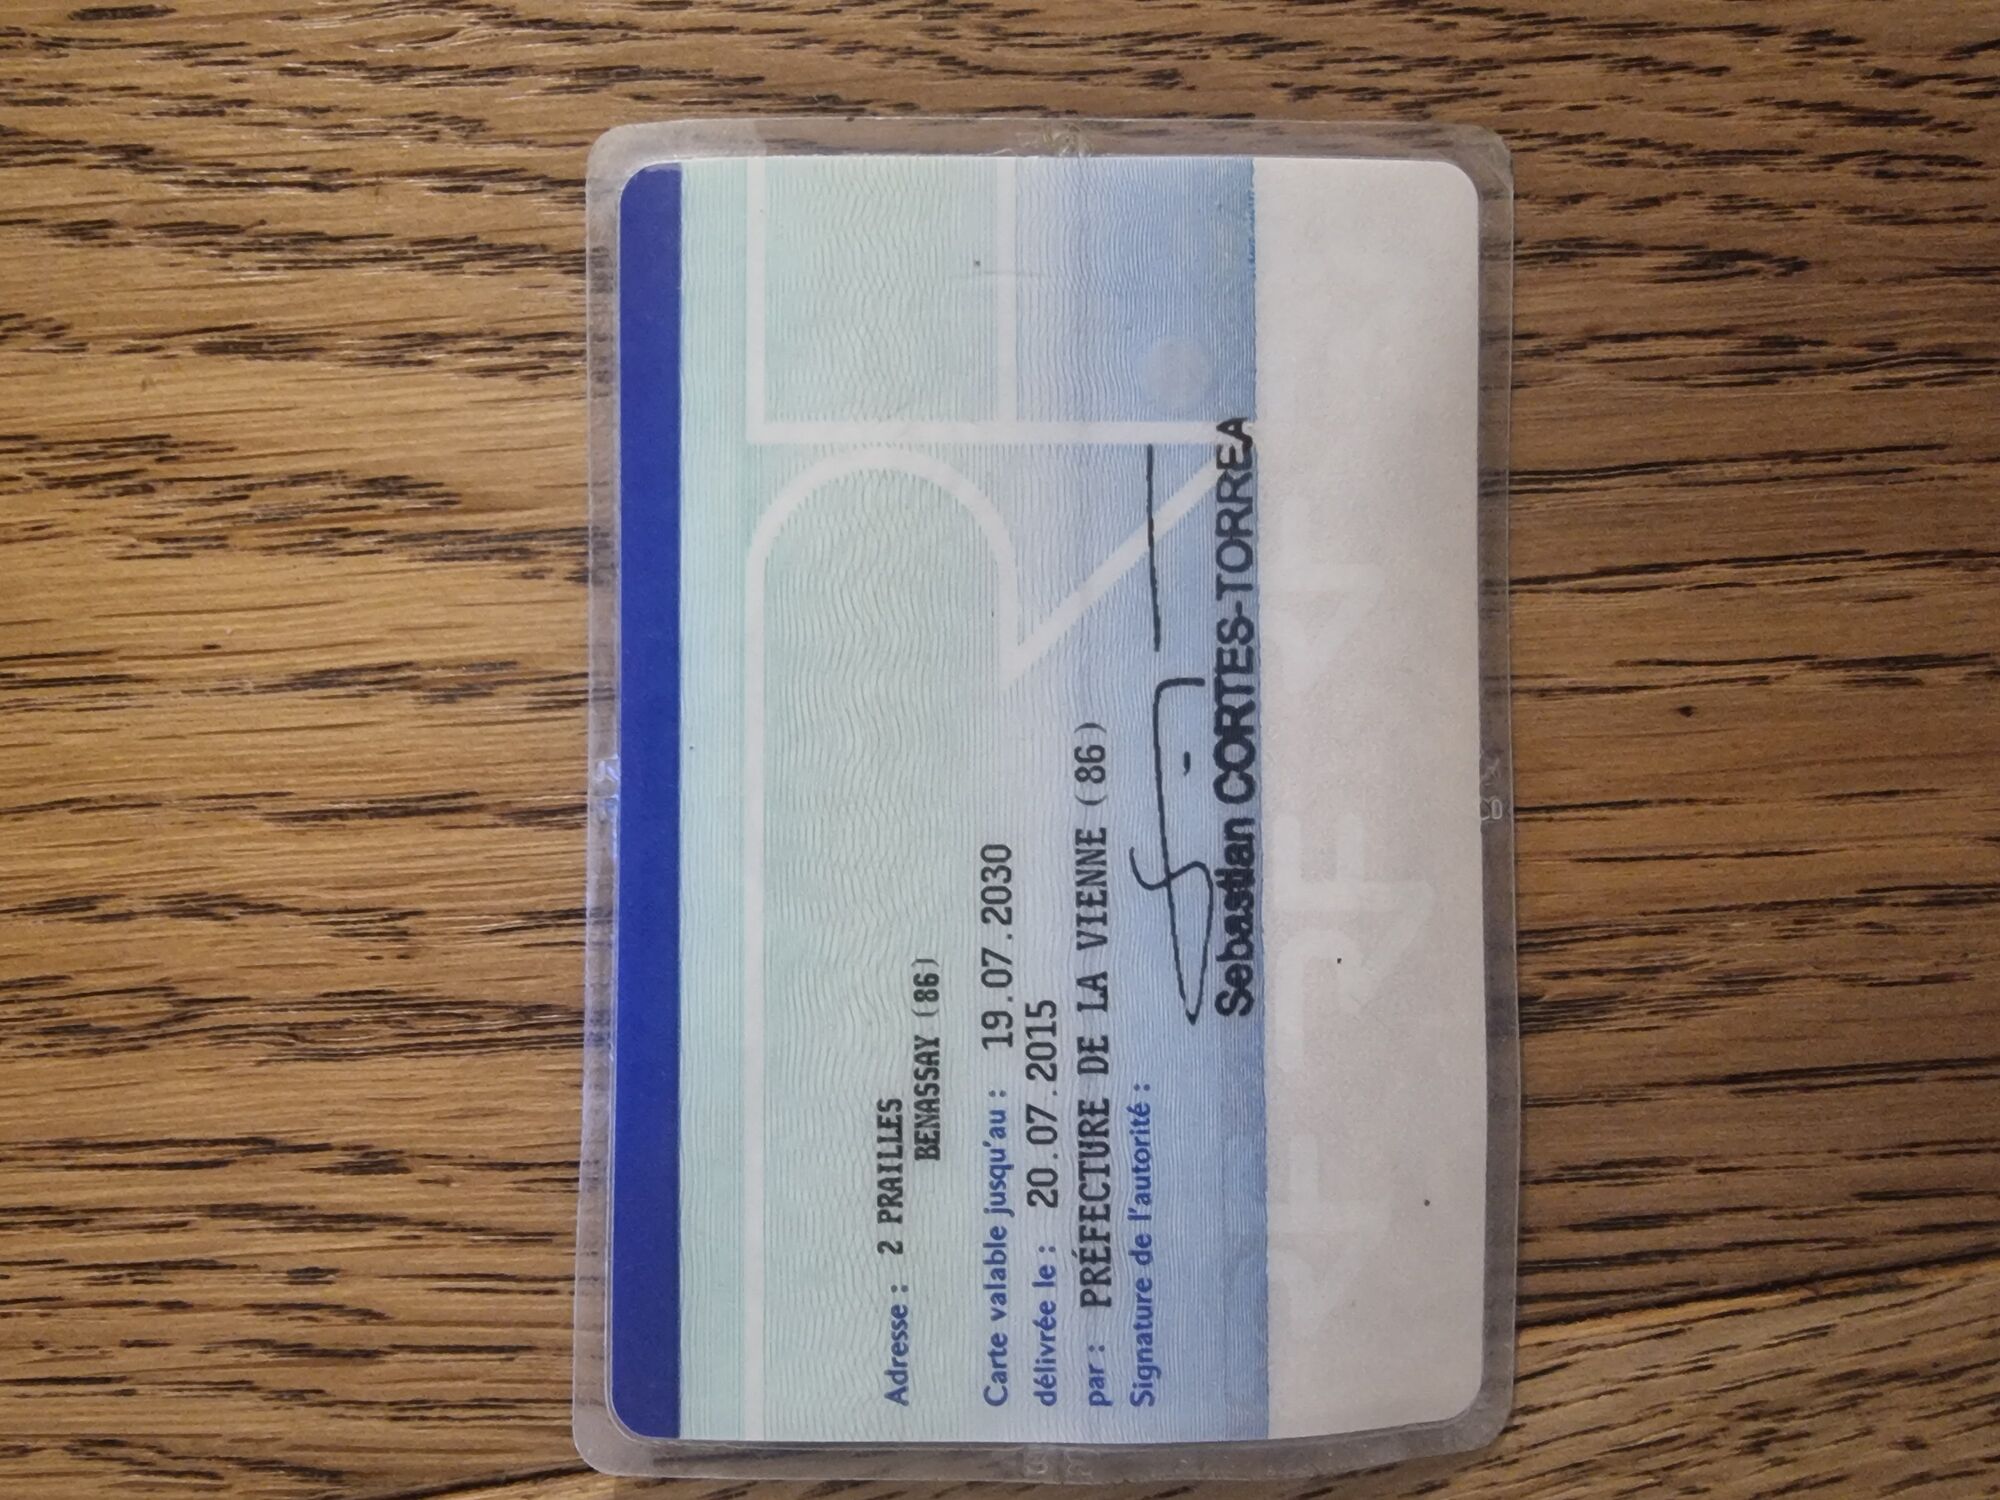 Adresse : 2 PRAILLES
BENASSAY (86)
Carte valable jusqu'au : 19.07.2030
délivrée le : 20.07.2015
par : PRÉFECTURE DE LA VIENNE (86)
Signature de l'autorité :
Sebastian CORTES-TORREA